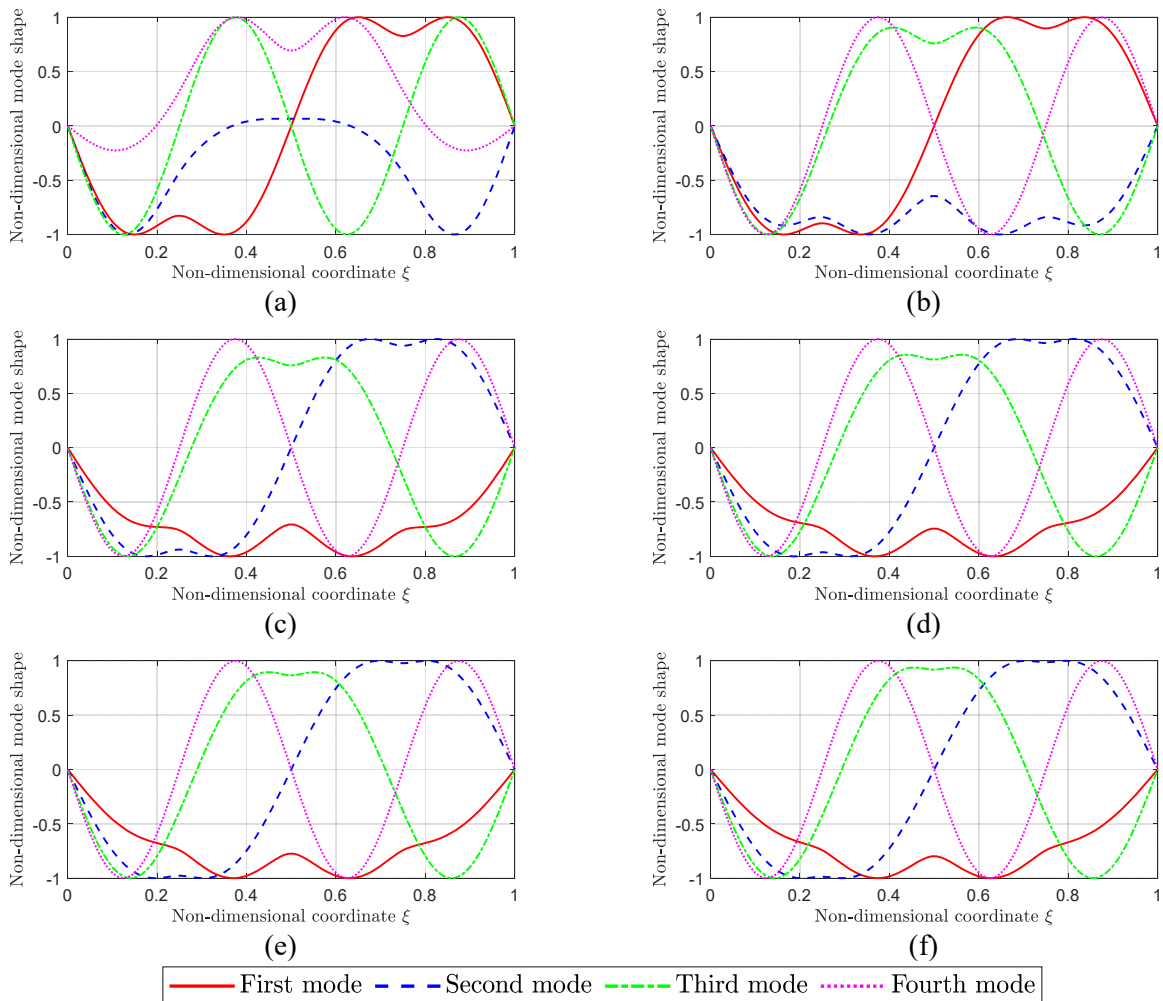 Non-dimensional mode shape
1
0.5
0
-0.5
-1
0 0.2 0.4 0.6 0.8 1
Non-dimensional coordinate ξ
(a)
Non-dimensional mode shape
1
0.5
0
-0.5
-1
0 0.2 0.4 0.6 0.8 1
Non-dimensional coordinate ξ
(b)
Non-dimensional mode shape
1
0.5
0
-0.5
-1
0 0.2 0.4 0.6 0.8 1
Non-dimensional coordinate ξ
(c)
Non-dimensional mode shape
1
0.5
0
-0.5
-1
0 0.2 0.4 0.6 0.8 1
Non-dimensional coordinate ξ
(d)
Non-dimensional mode shape
1
0.5
0
-0.5
-1
0 0.2 0.4 0.6 0.8 1
Non-dimensional coordinate ξ
(e)
Non-dimensional mode shape
1
0.5
0
-0.5
-1
0 0.2 0.4 0.6 0.8 1
Non-dimensional coordinate ξ
(f)
First mode Second mode Third mode Fourth mode